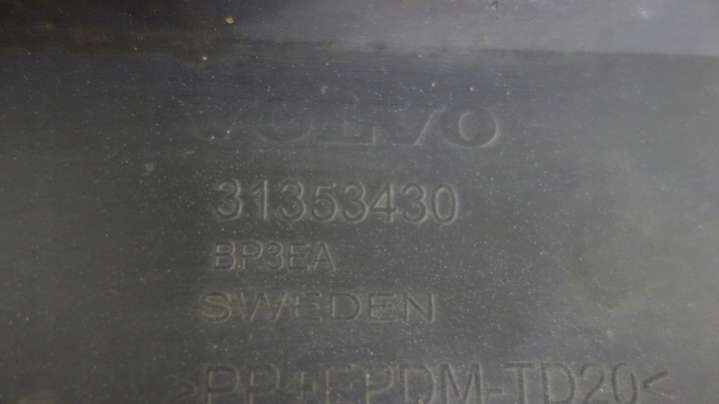 VOLVO
31353430
BP3EA
SWEDEN
>PP+EPDM-TD20<